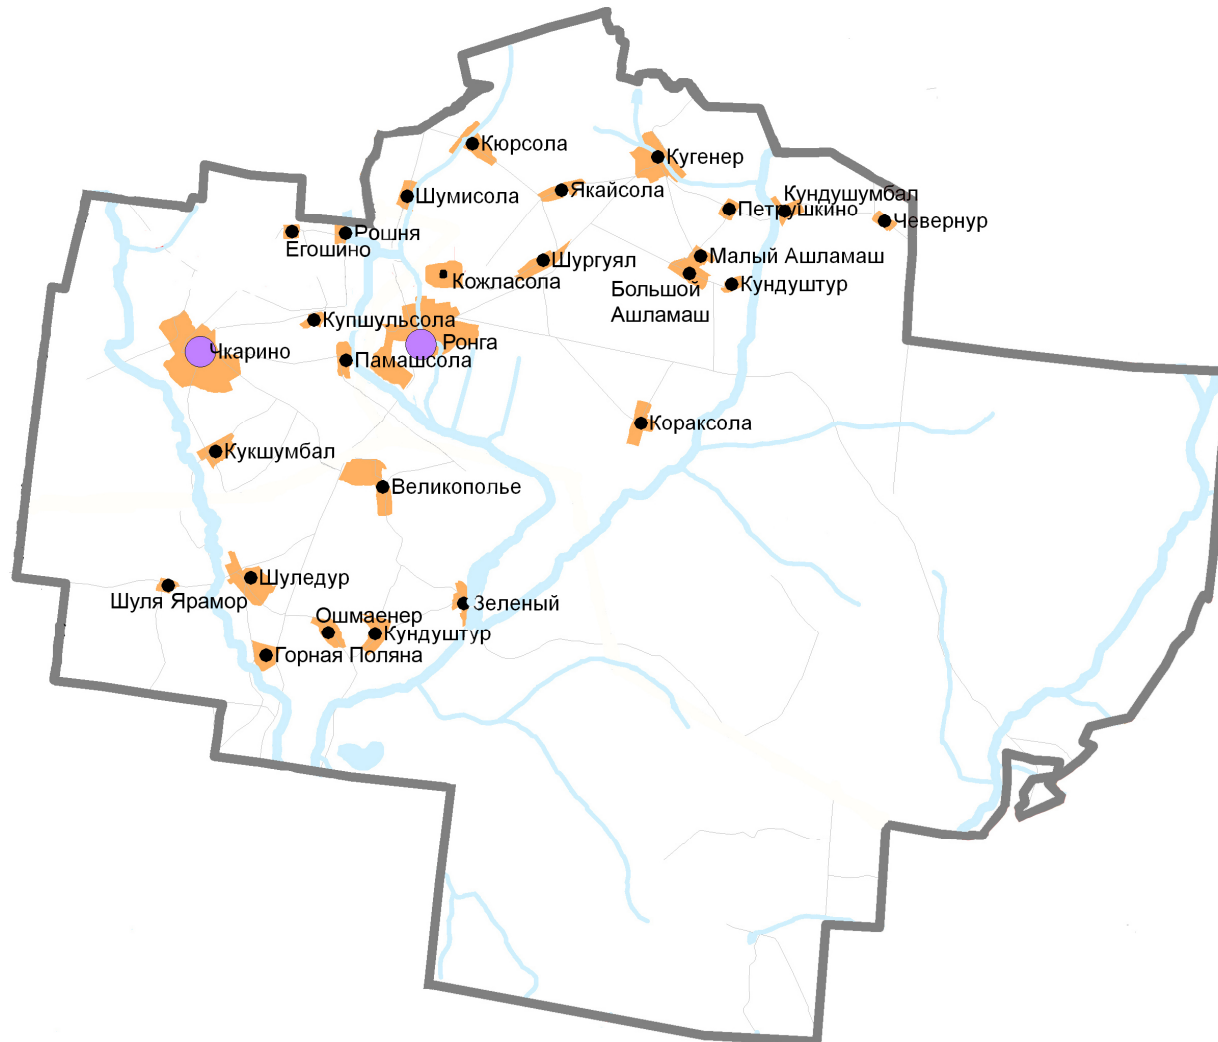 Кюрсола
Кугенер
Якайсола
Шумисола
Кундушумбал
Петрушкино
Чевернур
Рошня
Егошино
Шургуял
Малый Ашламаш
Кожласола
Большой
Ашламаш
Кундуштур
Купшульсола
Ронга
Чкарино
Памашсола
Кораксола
Кукшумбал
Великополье
Шуледур
Шуля Ярамор
Зеленый
Ошмаенер
Кундуштур
Горная Поляна